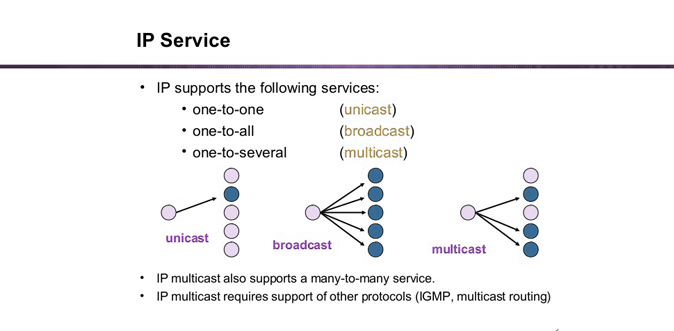 IP Service
• IP supports the following services:
• one-to-one (unicast)
• one-to-all (broadcast)
• one-to-several (multicast)
unicast
broadcast
multicast
• IP multicast also supports a many-to-many service.
• IP multicast requires support of other protocols (IGMP, multicast routing)